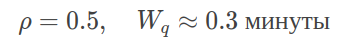 ρ = 0.5, W_q ≈ 0.3 минуты